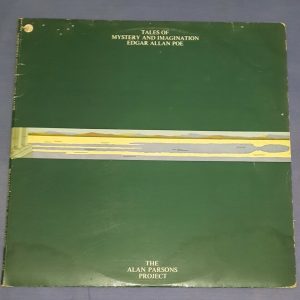 TALES OF
MYSTERY AND IMAGINATION
EDGAR ALLAN POE
THE
ALAN PARSONS
PROJECT